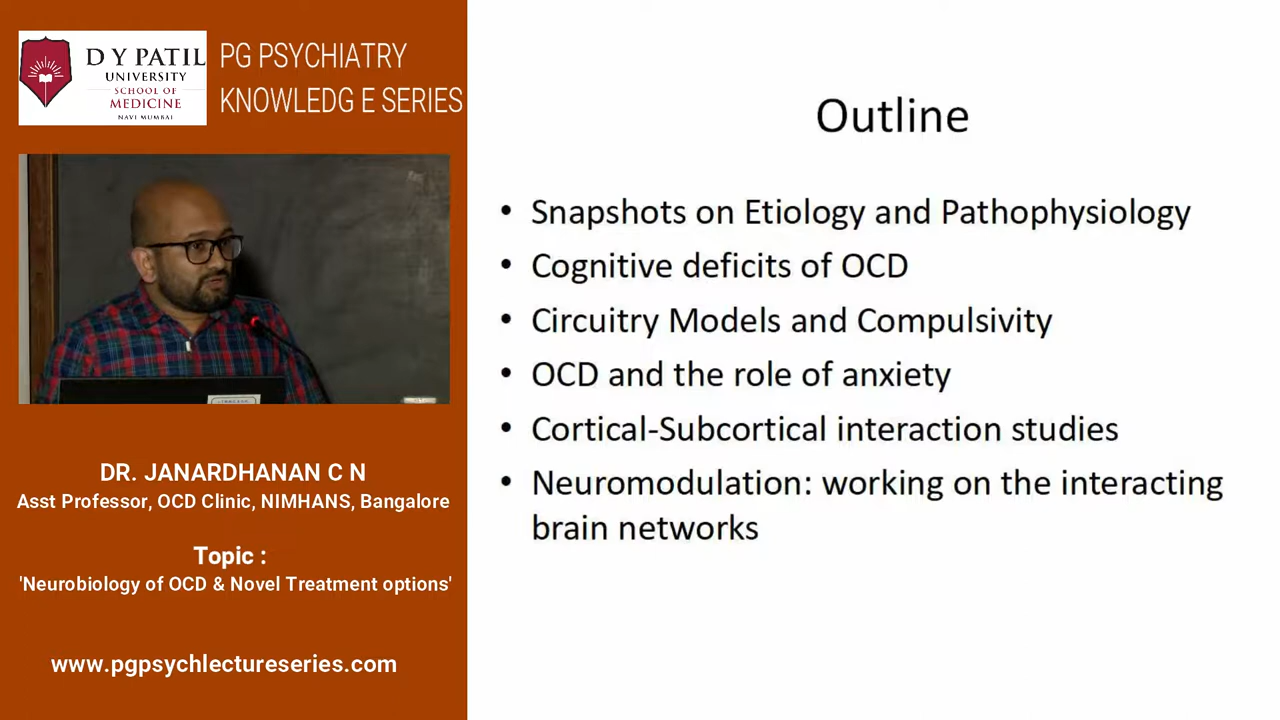 D Y PATIL
UNIVERSITY
SCHOOL OF
MEDICINE
NAVI MUMBAI
PG PSYCHIATRY
KNOWLEDG E SERIES
DR. JANARDHANAN C N
Asst Professor, OCD Clinic, NIMHANS, Bangalore
Topic :
'Neurobiology of OCD & Novel Treatment options'
www.pgpsychlectureseries.com
Outline
• Snapshots on Etiology and Pathophysiology
• Cognitive deficits of OCD
• Circuitry Models and Compulsivity
• OCD and the role of anxiety
• Cortical-Subcortical interaction studies
• Neuromodulation: working on the interacting
brain networks